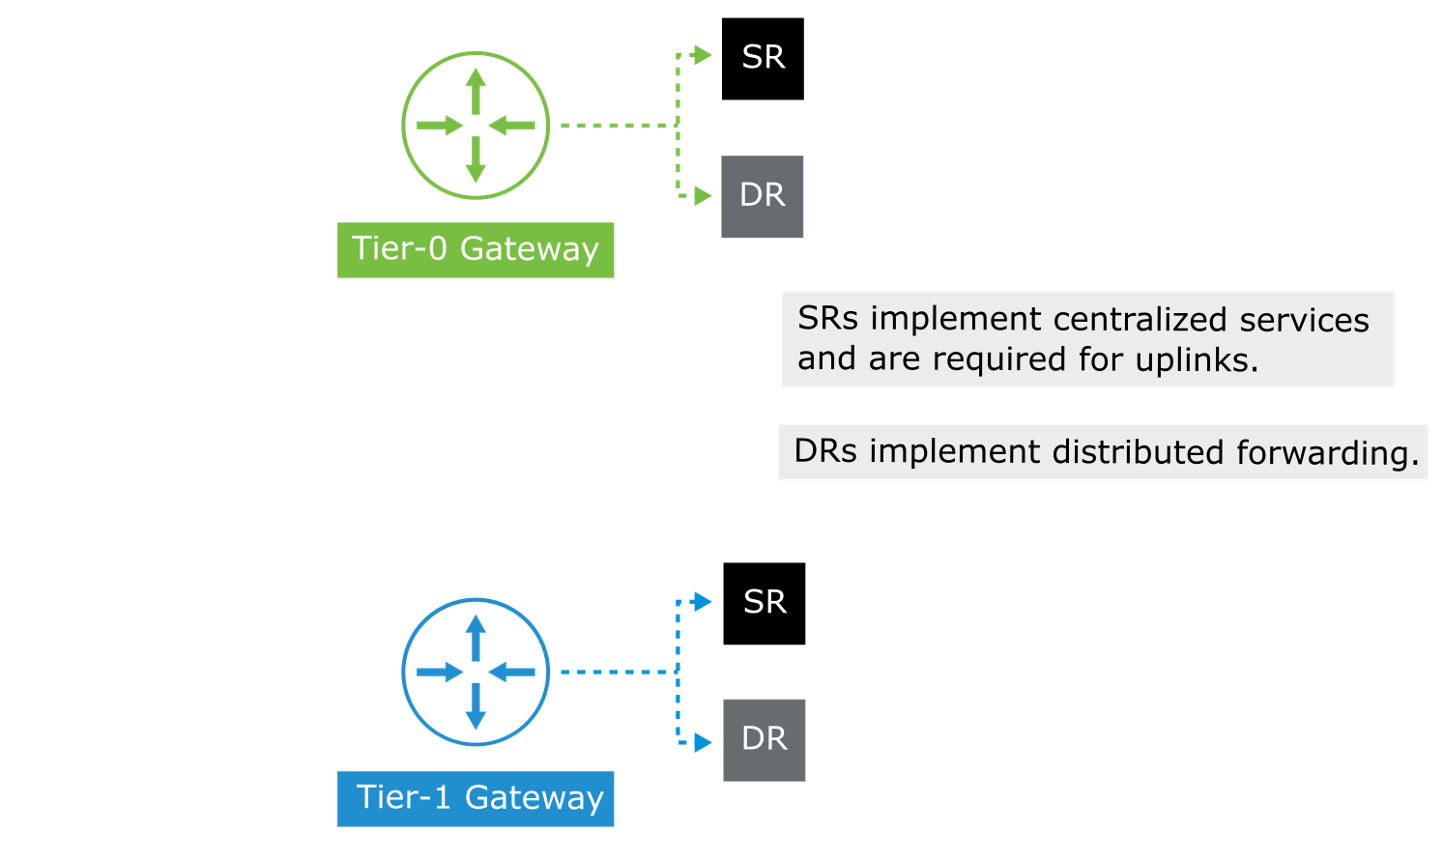 SR
DR
Tier-0 Gateway
SRs implement centralized services
and are required for uplinks.
DRs implement distributed forwarding.
SR
DR
Tier-1 Gateway